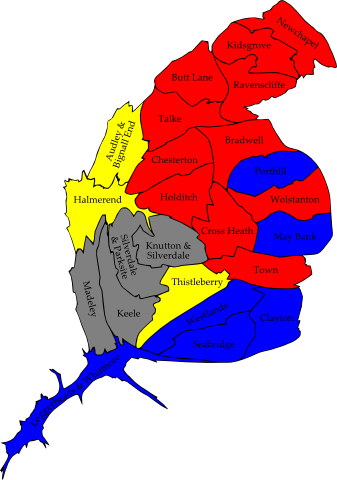 Newchapel
Kidsgrove
Butt Lane
Ravenscliffe
Talke
Audley &
Bignall End
Bradwell
Chesterton
Porthill
Halmerend
Holditch
Wolstanton
Cross Heath
May Bank
Silverdale
& Parksite
Knutton &
Silverdale
Town
Thistleberry
Madeley
Keele
Westlands
Clayton
Seabridge
Loggerheads & Whitmore